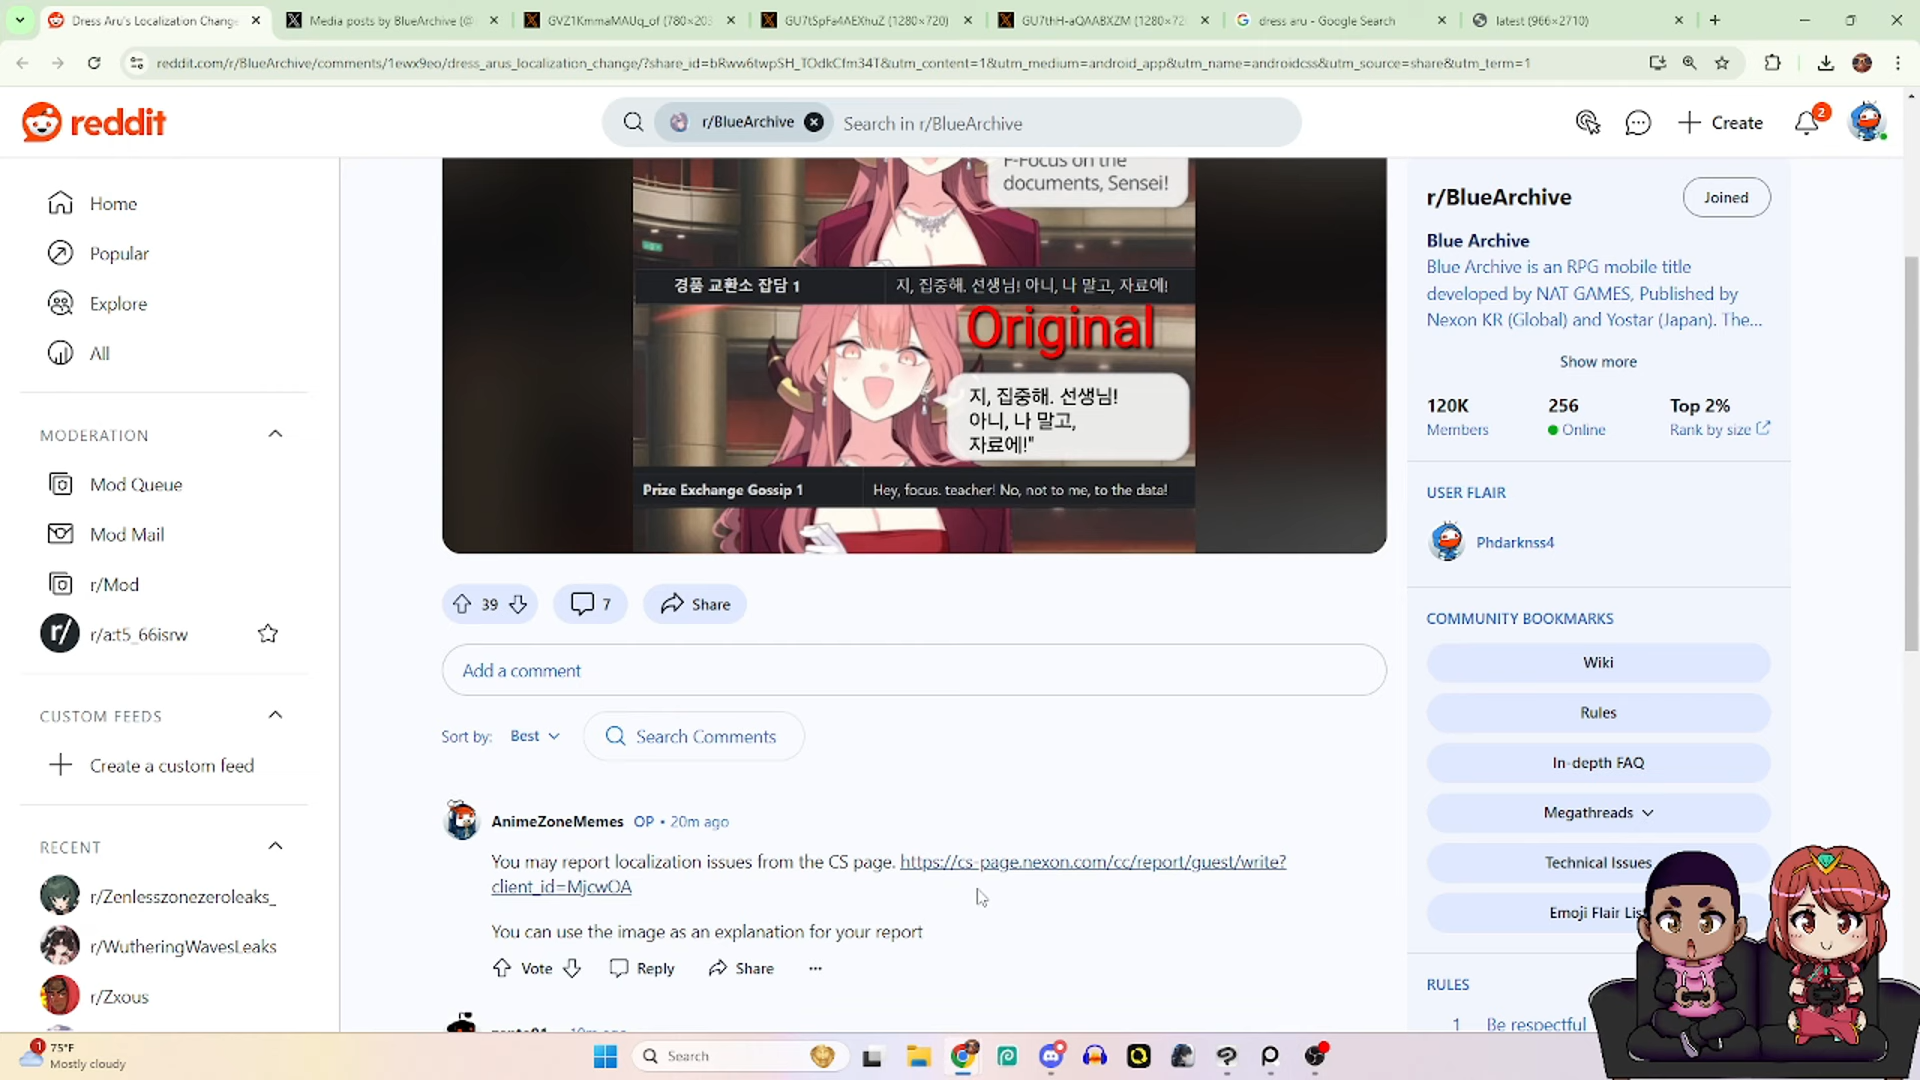 Dress Aru's Localization Change
Media posts by BlueArchive (@
GVZ1KmmaMAUq_of (780×203
GU7tSpFa4AEXhuZ (1280×720)
GU7thH-aQAABXZM (1280×72
dress aru - Google Search
latest (966×2710)
reddit.com/r/BlueArchive/comments/1ewx9eo/dress_arus_localization_change/?share_id=bRww6twpSH_TOdkCfm34T&utm_content=1&utm_medium=android_app&utm_name=androidcss&utm_source=share&utm_term=1
reddit
r/BlueArchive
Search in r/BlueArchive
Create
2
Home
Popular
Explore
All
MODERATION
Mod Queue
Mod Mail
r/Mod
r/
r/a:t5_66isrw
CUSTOM FEEDS
Create a custom feed
RECENT
r/Zenlesszonezeroleaks_
r/WutheringWavesLeaks
r/Zxous
F-Focus on the
documents, Sensei!
경품 교환소 잡담 1
지, 집중해. 선생님! 아니, 나 말고, 자료에!
Original
지, 집중해. 선생님!
아니, 나 말고,
자료에!"
Prize Exchange Gossip 1
Hey, focus. teacher! No, not to me, to the data!
39
7
Share
Add a comment
Sort by:
Best
Search Comments
AnimeZoneMemes OP • 20m ago
You may report localization issues from the CS page. https://cs-page.nexon.com/cc/report/guest/write?
client_id=MjcwOA
You can use the image as an explanation for your report
Vote
Reply
Share
r/BlueArchive
Joined
Blue Archive
Blue Archive is an RPG mobile title
developed by NAT GAMES, Published by
Nexon KR (Global) and Yostar (Japan). The...
Show more
120K
256
Top 2%
Members
Online
Rank by size
USER FLAIR
Phdarknss4
COMMUNITY BOOKMARKS
Wiki
Rules
In-depth FAQ
Megathreads
Technical Issues
Emoji Flair Lis
RULES
1
Be respectful
1
75°F
Mostly cloudy
Search